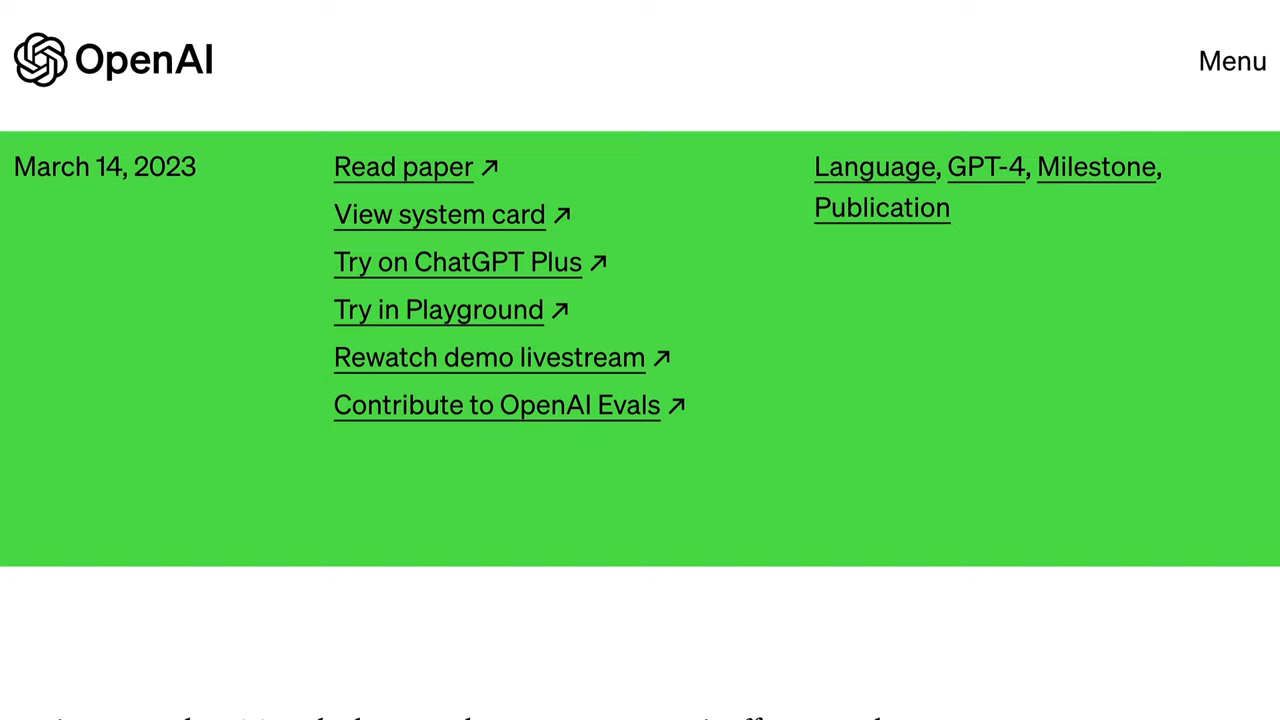 OpenAI
Menu
March 14, 2023
Read paper ↗
View system card ↗
Try on ChatGPT Plus ↗
Try in Playground ↗
Rewatch demo livestream ↗
Contribute to OpenAI Evals ↗
Language, GPT-4, Milestone,
Publication